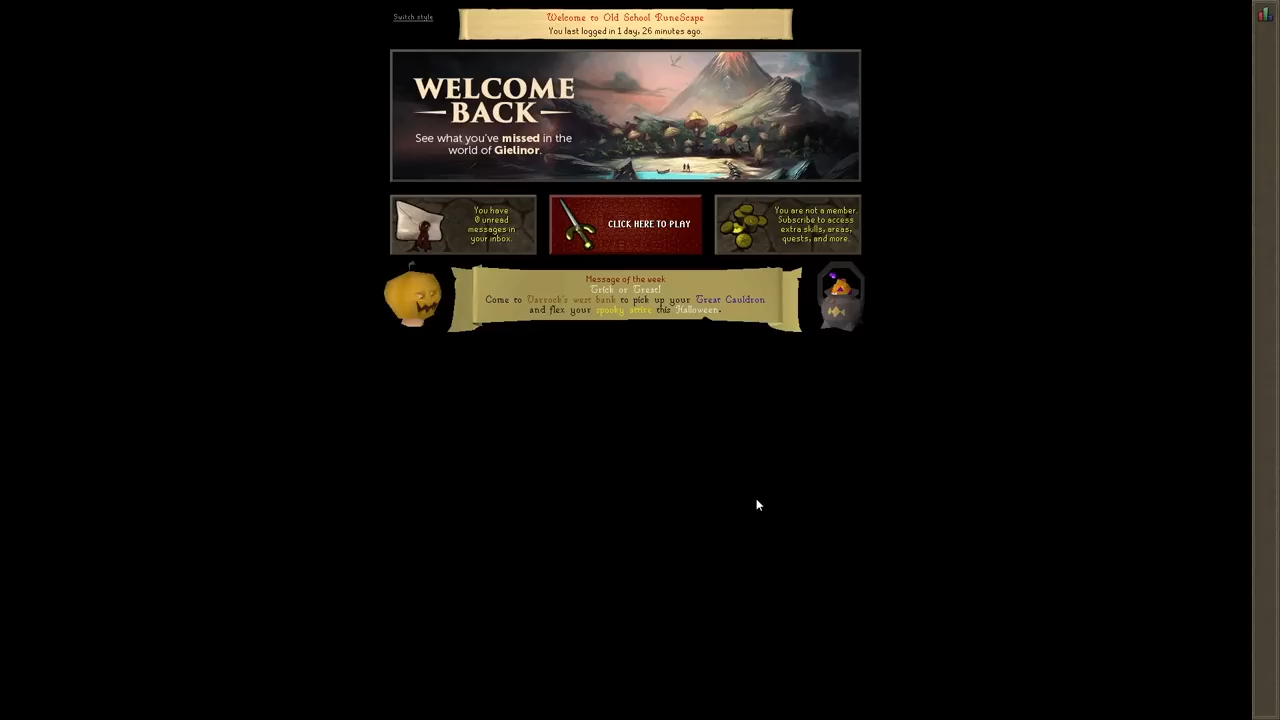 Switch style
Welcome to Old School RuneScape
You last logged in 1 day, 26 minutes ago.
WELCOME
BACK
See what you've missed in the
world of Gielinor.
You have
0 unread
messages in
your inbox.
CLICK HERE TO PLAY
You are not a member.
Subscribe to access
extra skills, areas,
quests, and more.
Message of the week
Trick or Treat!
Come to Varrock's west bank to pick up your Treat Cauldron
and flex your spooky attire this Halloween.